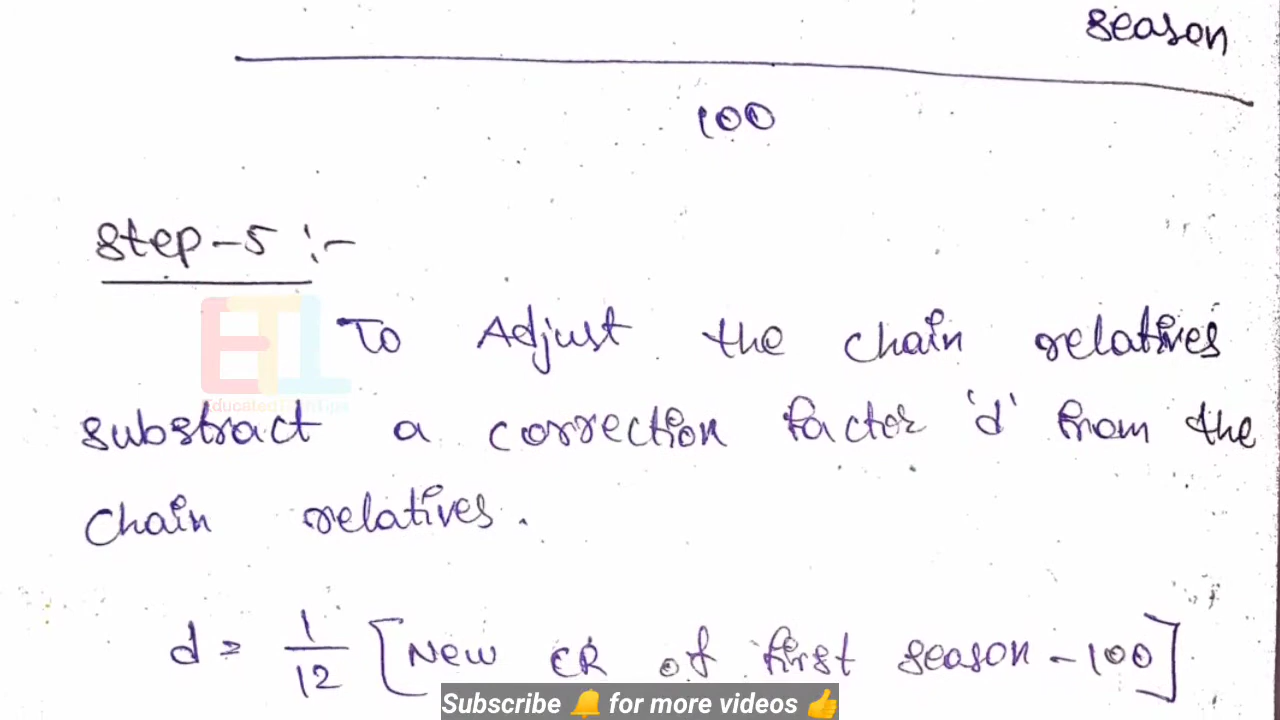 season
100
Step-5 :-
To Adjust the chain relatives
substract a correction factor 'd' from the
Chain relatives.
d = 1/12 [New CR of first season - 100]
Educated
Subscribe 🔔 for more videos 👍